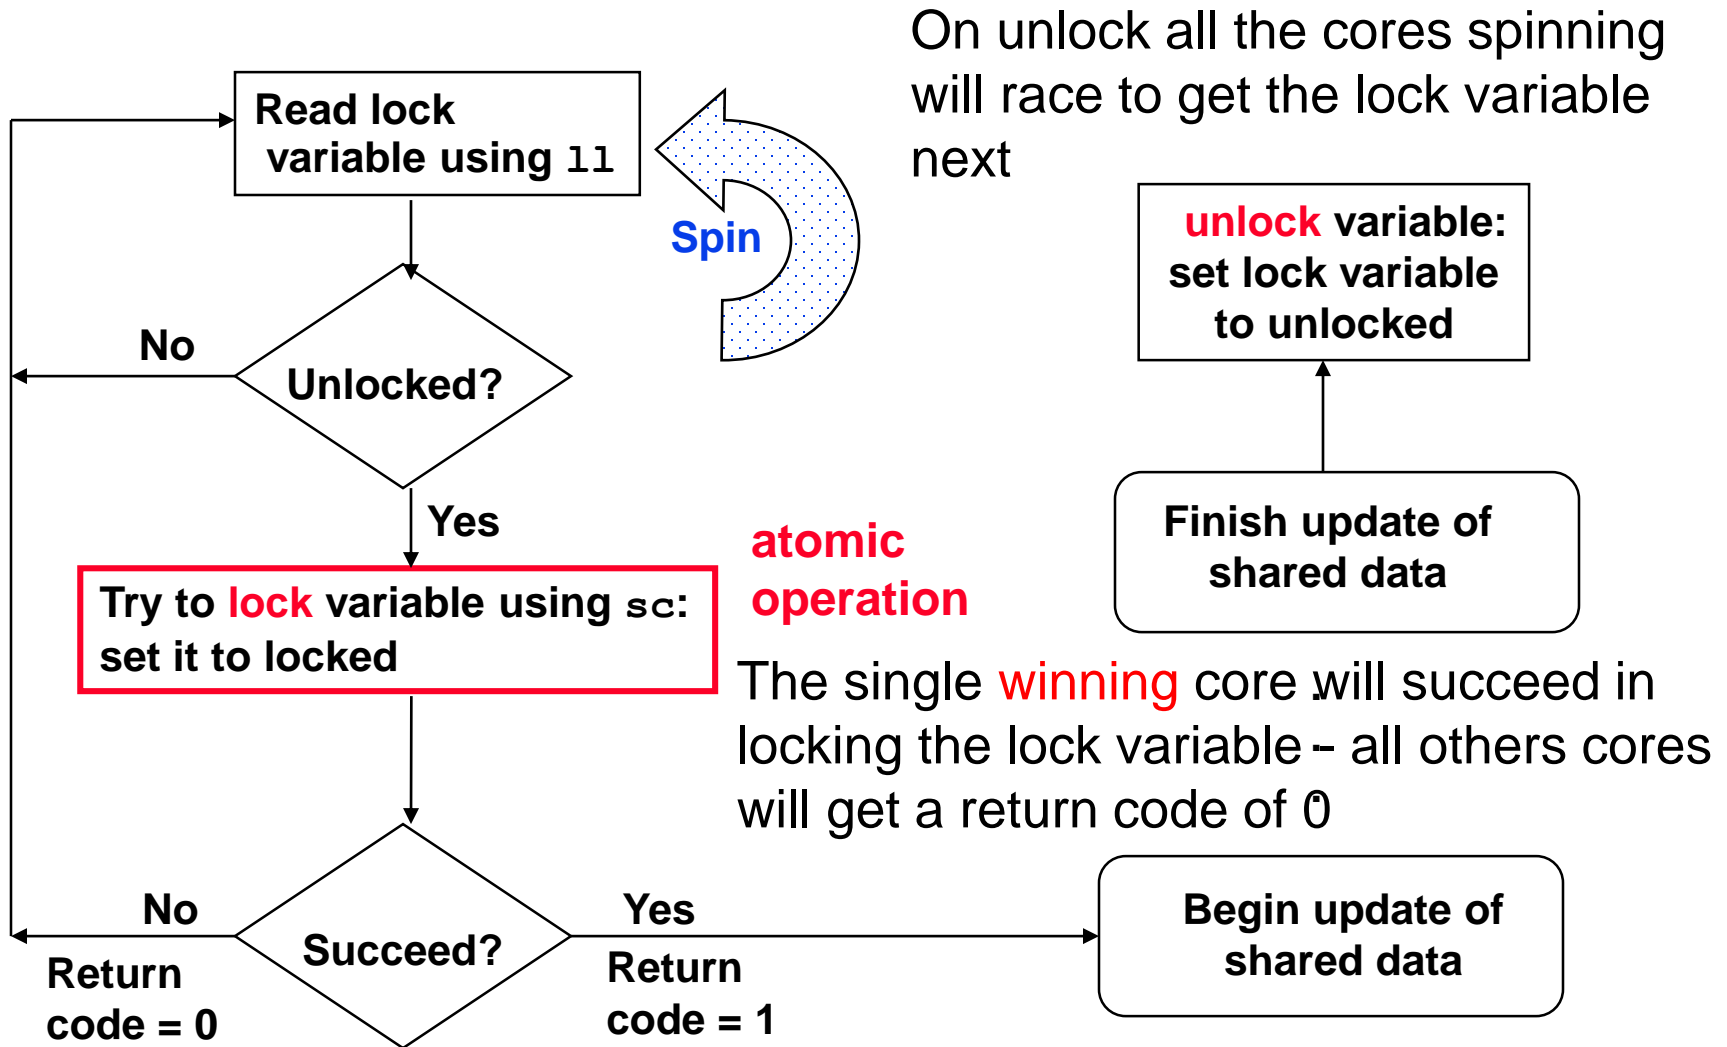 On unlock all the cores spinning
will race to get the lock variable
next
Read lock
variable using ll
Spin
unlock variable:
set lock variable
to unlocked
No
Unlocked?
Yes
Finish update of
shared data
atomic
operation
Try to lock variable using sc:
set it to locked
The single winning core will succeed in
locking the lock variable - all others cores
will get a return code of 0
No
Succeed?
Yes
Return
code = 0
Return
code = 1
Begin update of
shared data